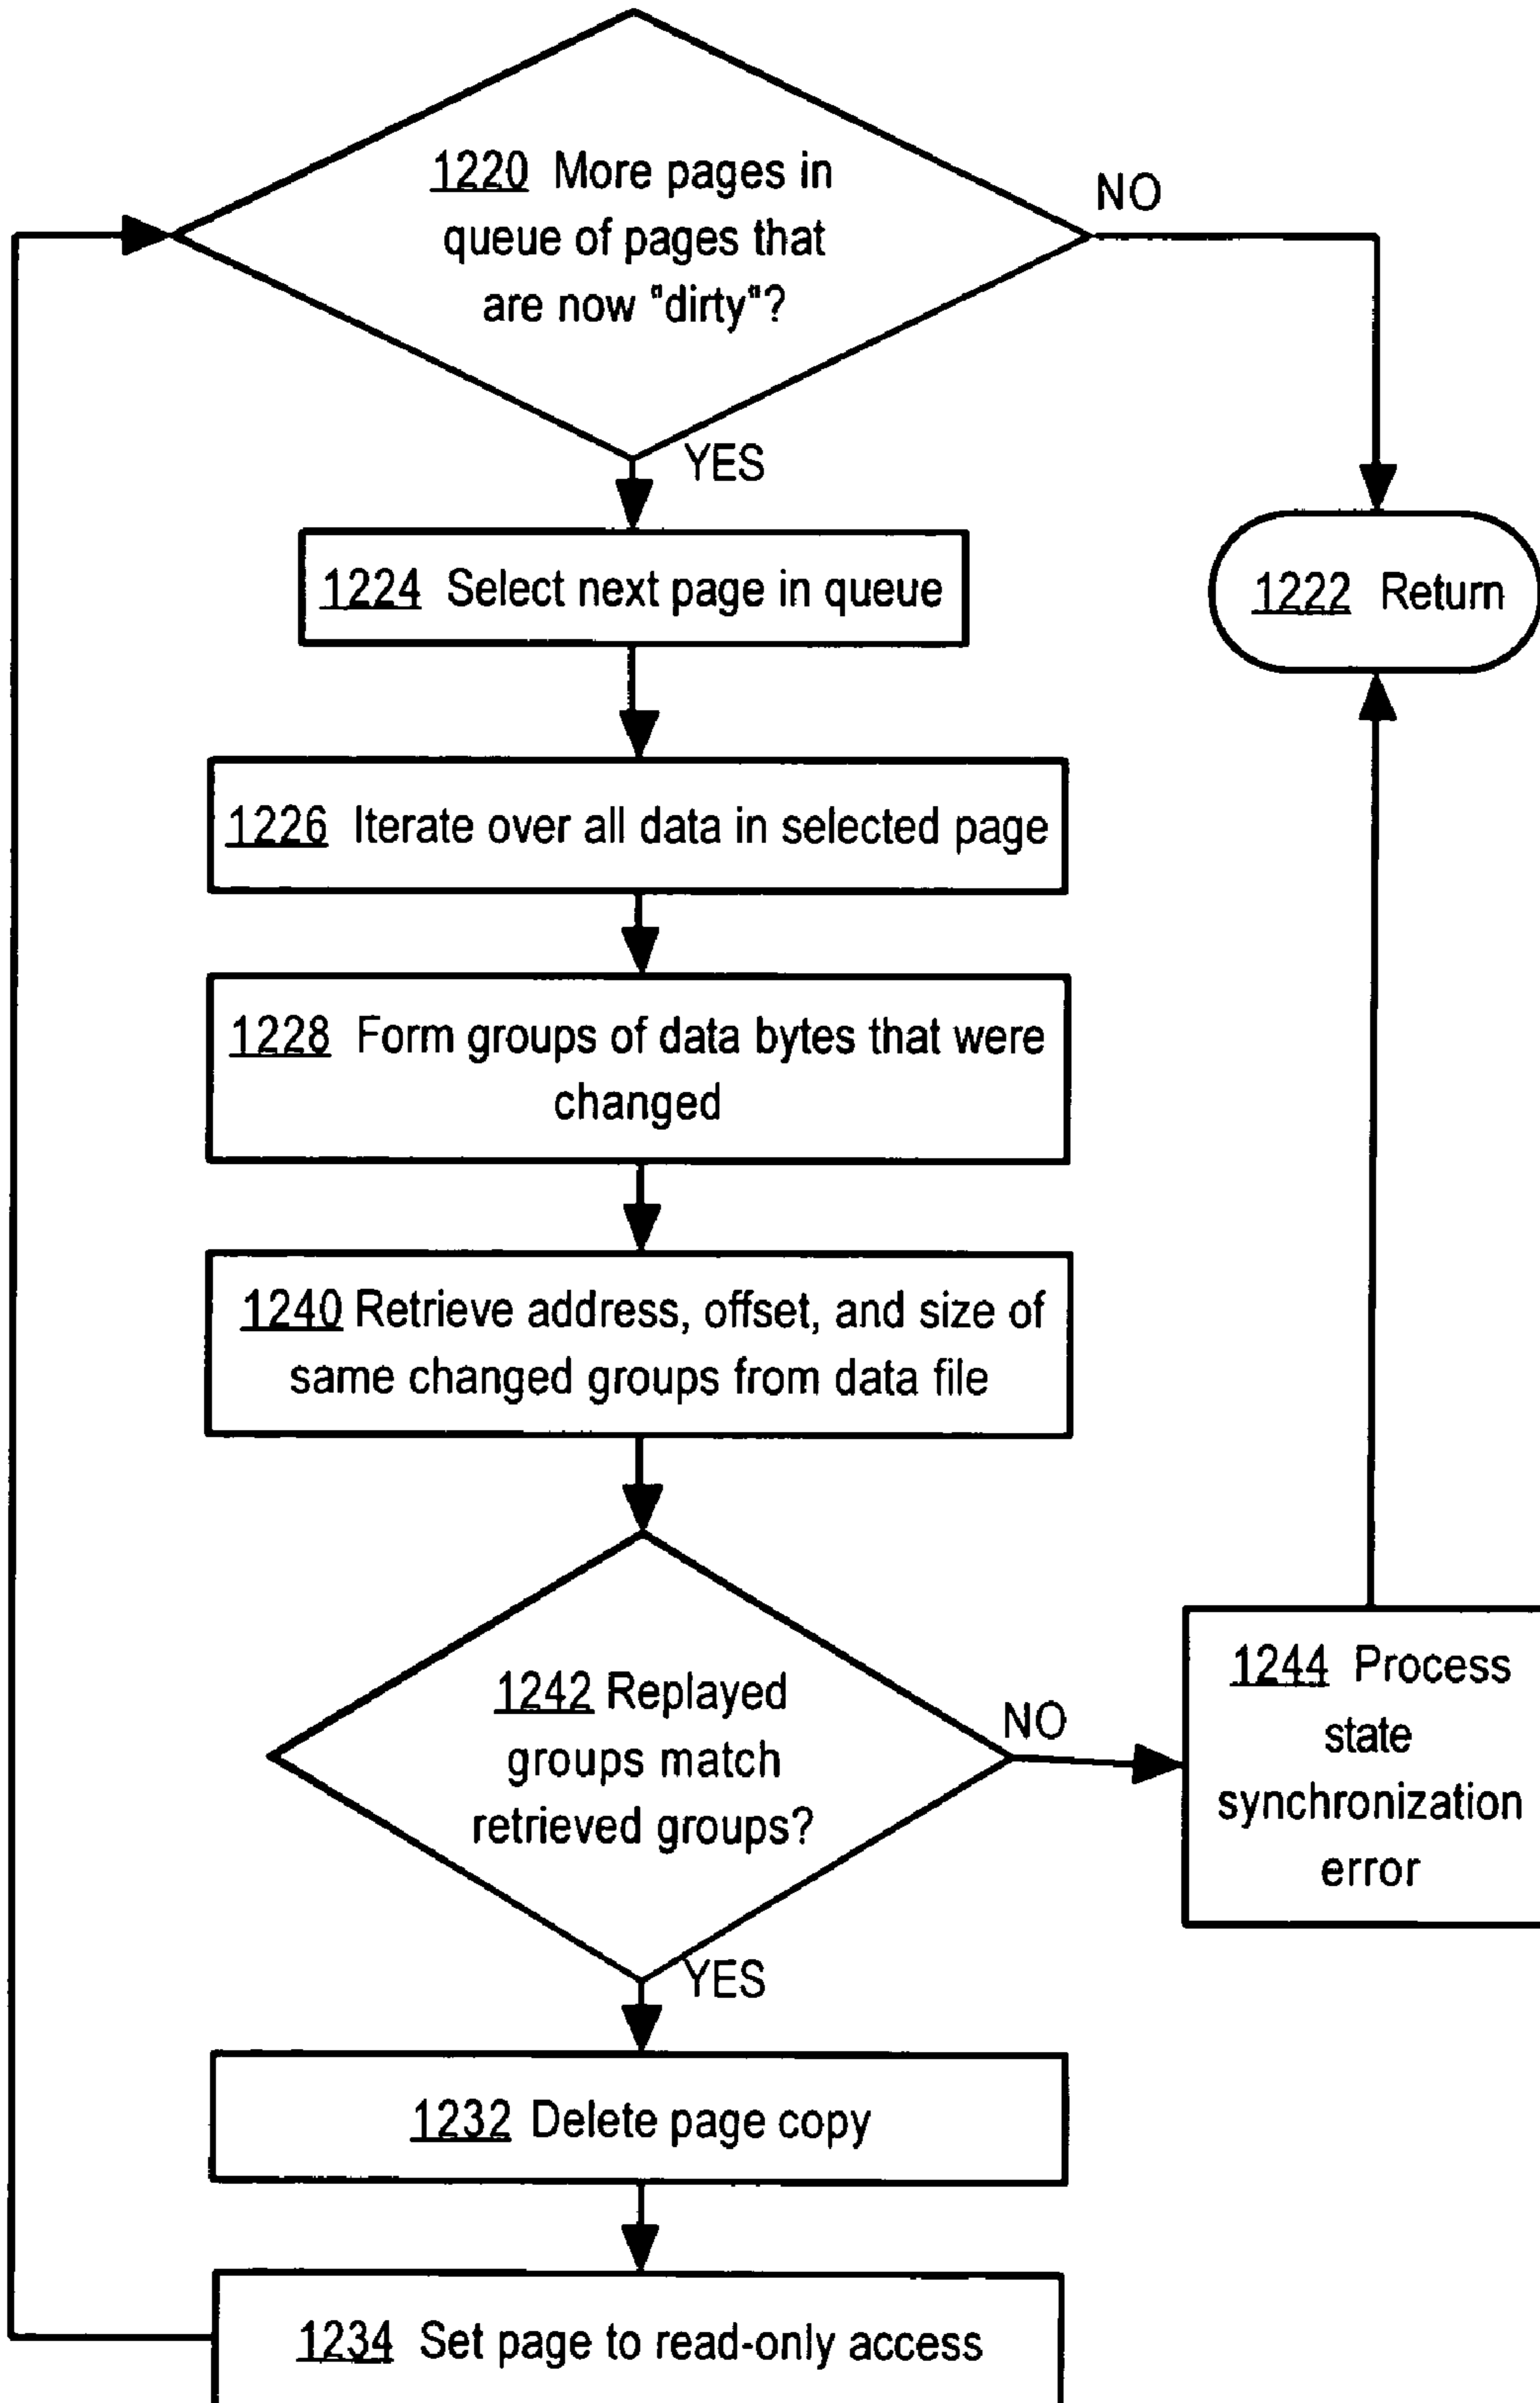 1220 More pages in
queue of pages that
are now "dirty"?
NO
YES
1224 Select next page in queue
1222 Return
1226 Iterate over all data in selected page
1228 Form groups of data bytes that were
changed
1240 Retrieve address, offset, and size of
same changed groups from data file
1242 Replayed
groups match
retrieved groups?
NO
1244 Process
state
synchronization
error
YES
1232 Delete page copy
1234 Set page to read-only access